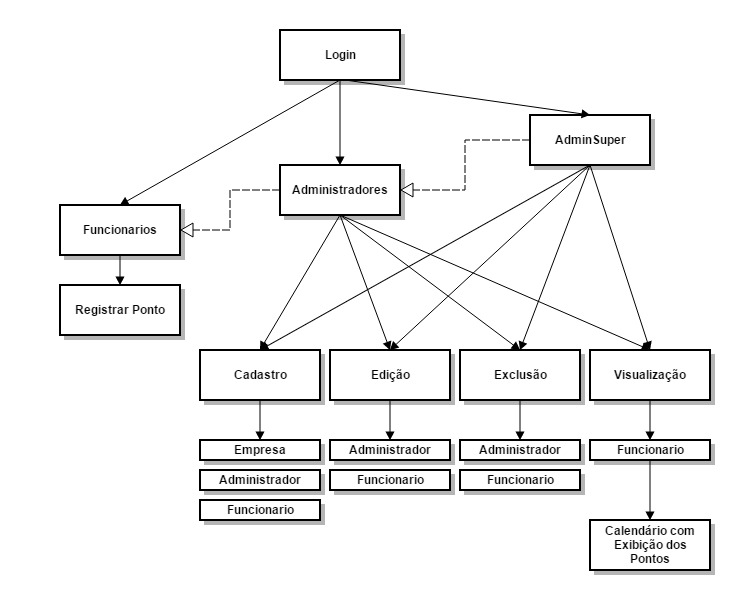 Login
AdminSuper
Administradores
Funcionarios
Registrar Ponto
Cadastro
Edição
Exclusão
Visualização
Empresa
Administrador
Administrador
Funcionario
Administrador
Funcionario
Funcionario
Funcionario
Calendário com
Exibição dos
Pontos